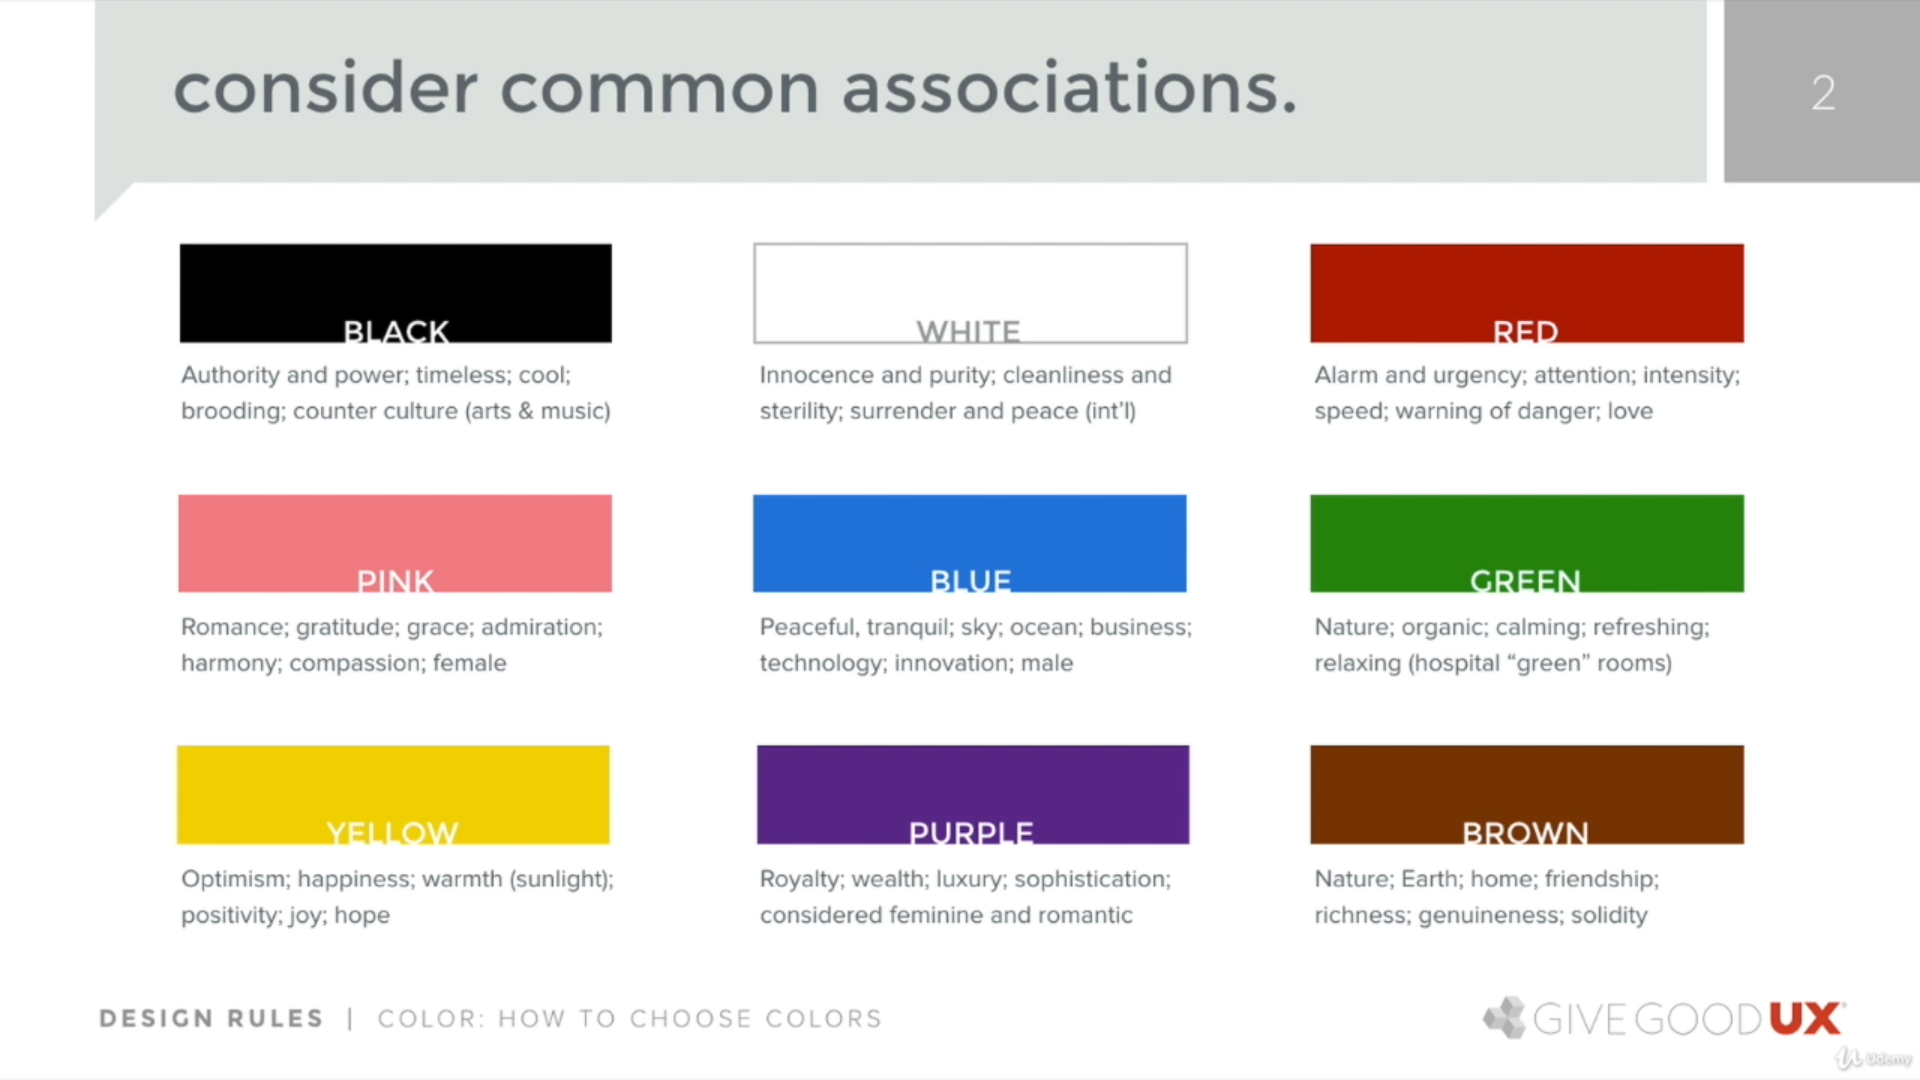 consider common associations.
2
BLACK
Authority and power; timeless; cool;
brooding; counter culture (arts & music)
WHITE
Innocence and purity; cleanliness and
sterility; surrender and peace (int'l)
RED
Alarm and urgency; attention; intensity;
speed; warning of danger; love
PINK
Romance; gratitude; grace; admiration;
harmony; compassion; female
BLUE
Peaceful, tranquil; sky; ocean; business;
technology; innovation; male
GREEN
Nature; organic; calming; refreshing;
relaxing (hospital “green” rooms)
YELLOW
Optimism; happiness; warmth (sunlight);
positivity; joy; hope
PURPLE
Royalty; wealth; luxury; sophistication;
considered feminine and romantic
BROWN
Nature; Earth; home; friendship;
richness; genuineness; solidity
DESIGN RULES | COLOR: HOW TO CHOOSE COLORS
GIVEGOODUX
Udemy